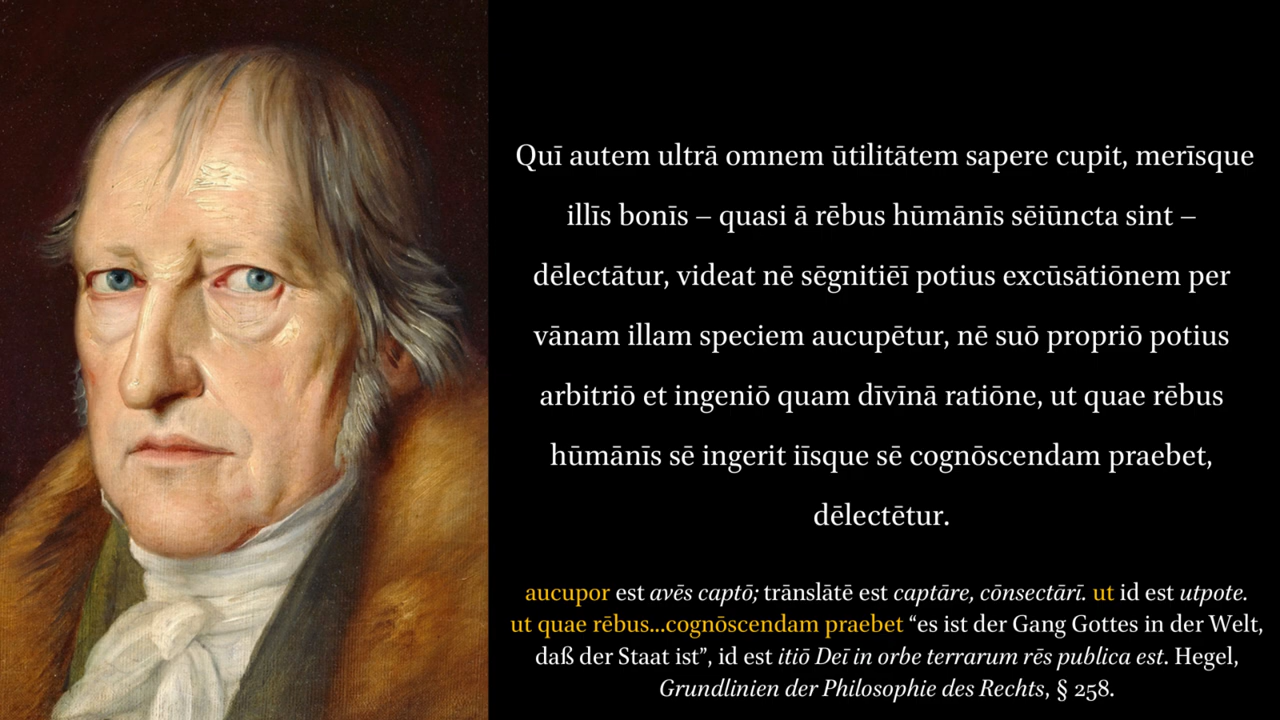 Quī autem ultrā omnem ūtilitātem sapere cupit, merīsque
illīs bonīs – quasi ā rēbus hūmānīs sēiūncta sint –
dēlectātur, videat nē sēgnitiēī potius excūsātiōnem per
vānam illam speciem aucupētur, nē suō propriō potius
arbitriō et ingeniō quam dīvīnā ratiōne, ut quae rēbus
hūmānīs sē ingerit iīsque sē cognōscendam praebet,
dēlectētur.
aucupor est avēs captō; trānslātē est captāre, cōnsectārī. ut id est utpote.
ut quae rēbus...cognōscendam praebet “es ist der Gang Gottes in der Welt,
daß der Staat ist”, id est itiō Deī in orbe terrarum rēs publica est. Hegel,
Grundlinien der Philosophie des Rechts, § 258.